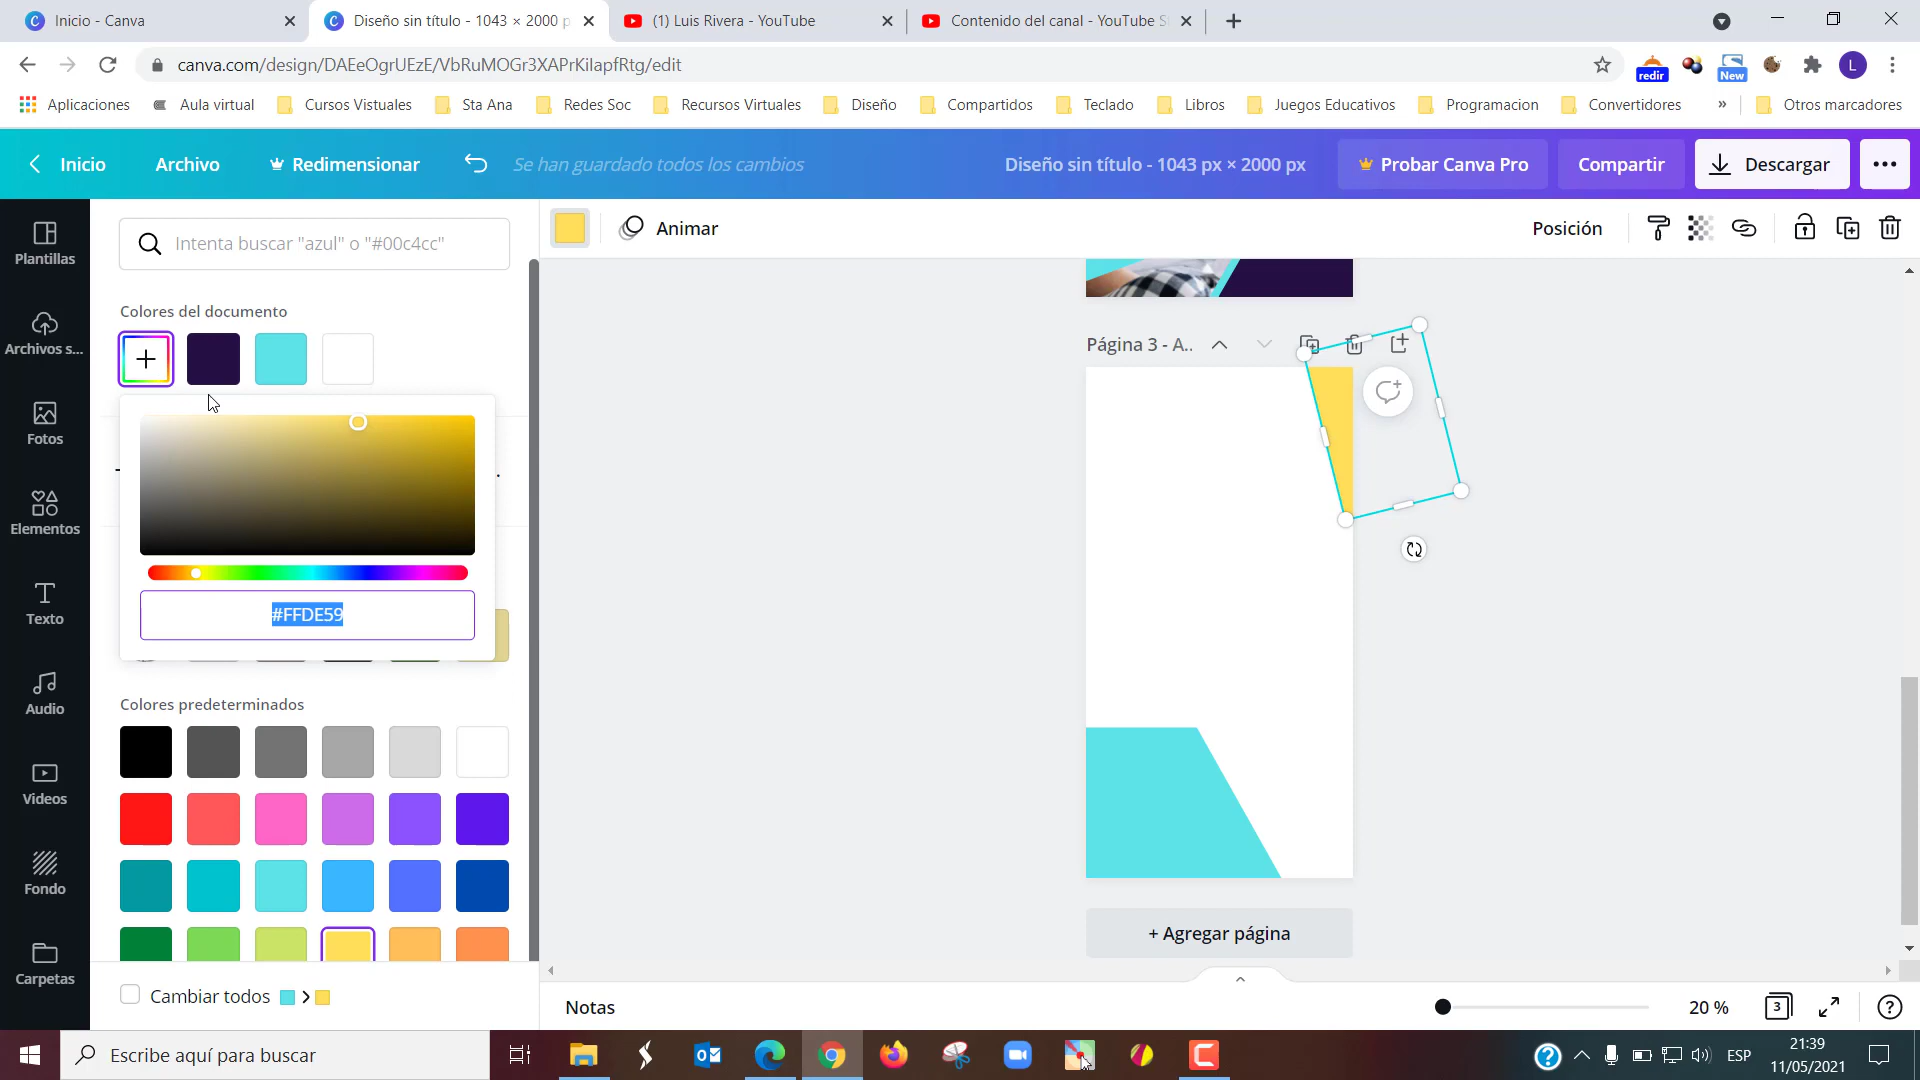 Inicio - Canva
Diseño sin título - 1043 × 2000 p
(1) Luis Rivera - YouTube
Contenido del canal - YouTube S
canva.com/design/DAEeOgrUEzE/VbRuMOGr3XAPrKiIapfRtg/edit
redir
New
L
Aplicaciones
Aula virtual
Cursos Vistuales
Sta Ana
Redes Soc
Recursos Virtuales
Diseño
Compartidos
Teclado
Libros
Juegos Educativos
Programacion
Convertidores
»
Otros marcadores
Inicio
Archivo
Redimensionar
Se han guardado todos los cambios
Diseño sin título - 1043 px × 2000 px
Probar Canva Pro
Compartir
Descargar
Plantillas
Archivos s...
Fotos
Elementos
Texto
Audio
Videos
Fondo
Carpetas
Intenta buscar "azul" o "#00c4cc"
Colores del documento
#FFDE59
Colores predeterminados
Cambiar todos
Animar
Posición
Página 3 - A..
+ Agregar página
Notas
20 %
3
Escribe aquí para buscar
ESP
21:39
11/05/2021